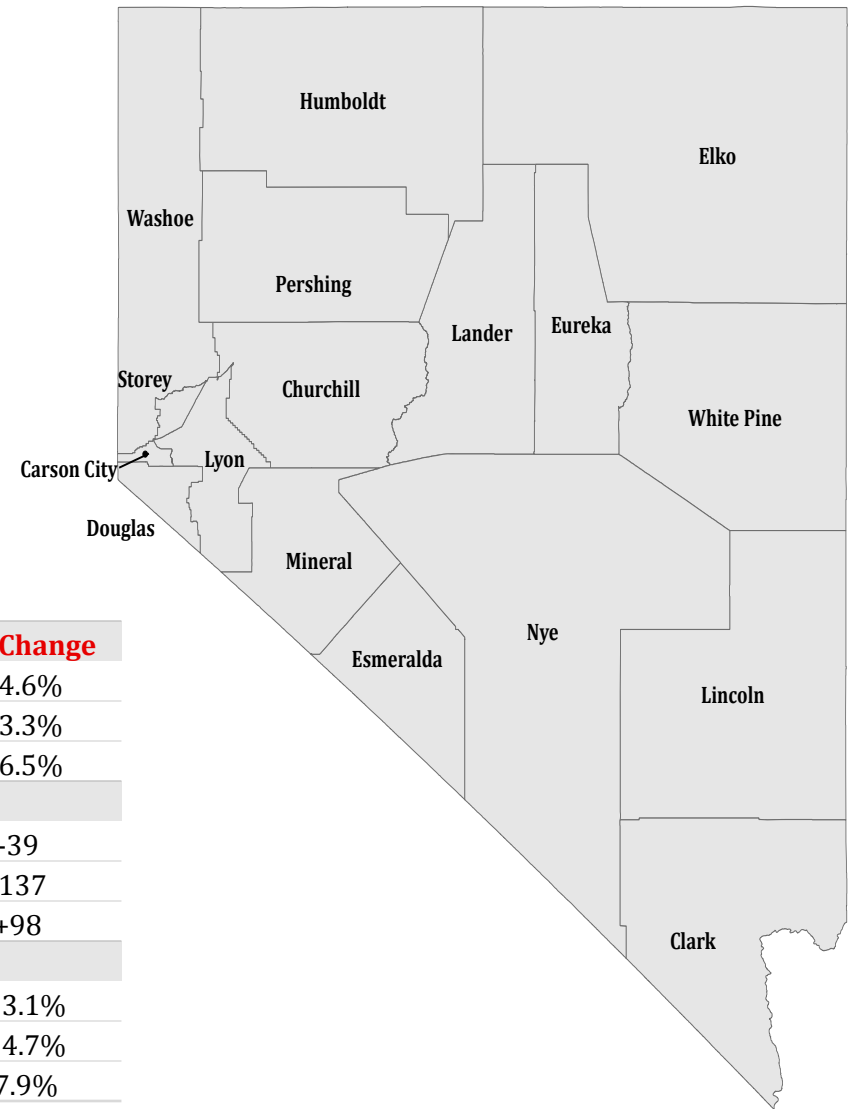 Humboldt
Elko
Washoe
Pershing
Eureka
Lander
Storey
Churchill
White Pine
Lyon
Carson City
Douglas
Mineral
Nye
Esmeralda
Lincoln
Clark
Change
4.6%
3.3%
6.5%
-39
137
+98
3.1%
4.7%
7.9%